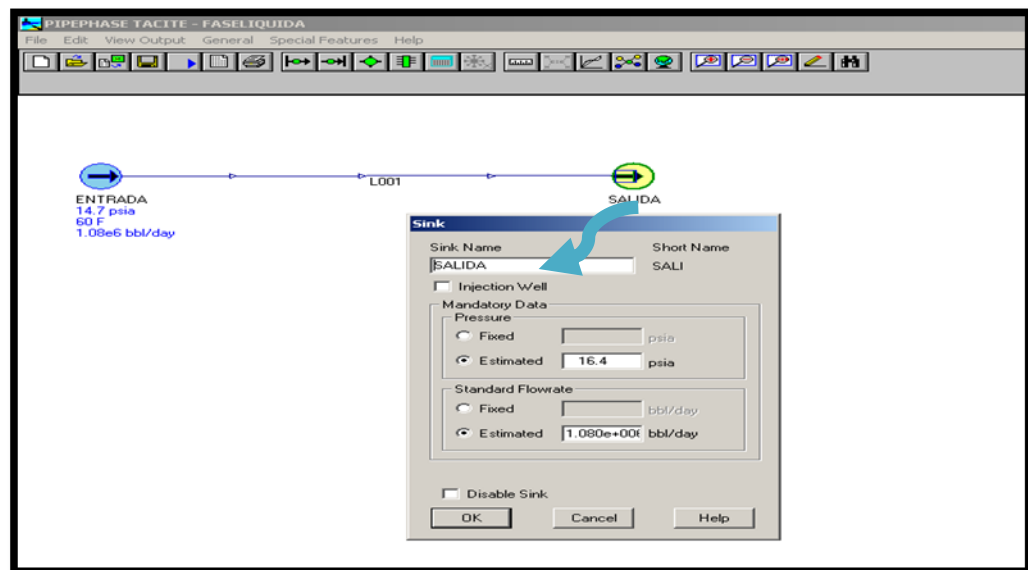 PIPEPHASE TACITE - FASELIQUIDA
File Edit View Output General Special Features Help
L001
ENTRADA
14.7 psia
60 F
1.08e6 bbl/day
SALIDA
Sink
Sink Name Short Name
SALIDA SALI
Injection Well
Mandatory Data
Pressure
Fixed psia
Estimated 16.4 psia
Standard Flowrate
Fixed bbl/day
Estimated 1.080e+006 bbl/day
Disable Sink
OK Cancel Help